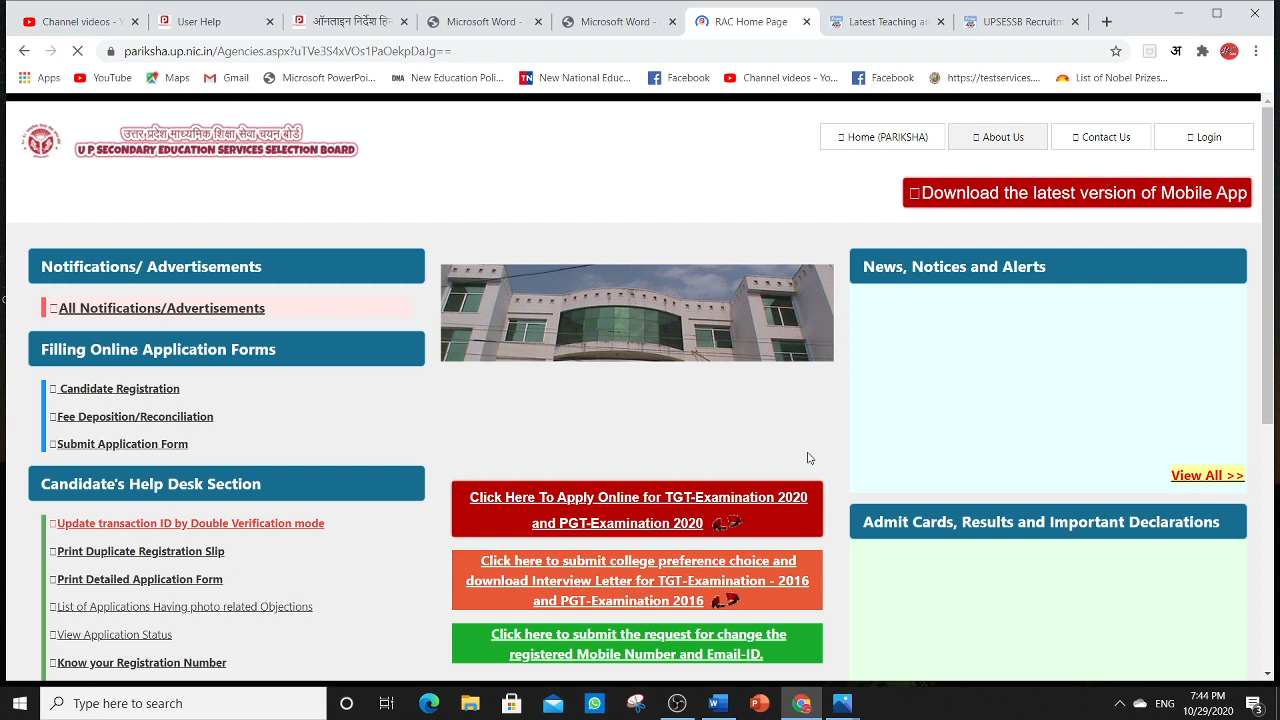 Channel videos - Y
User Help
ऑनलाइन निर्देश हिन
Microsoft Word - A
Microsoft Word - A
RAC Home Page
Latest Teaching an
UPSESSB Recruitm
pariksha.up.nic.in/Agencies.aspx?uTVe3S4xVOs1PaOekpDaJg==
अ
Apps
YouTube
Maps
Gmail
Microsoft PowerPoi...
DNA New Education Poli...
TN New National Educ...
Facebook
Channel videos - Yo...
Facebook
https://testservices....
List of Nobel Prizes...
उत्तर प्रदेश माध्यमिक शिक्षा सेवा चयन बोर्ड
U P SECONDARY EDUCATION SERVICES SELECTION BOARD
Home (PARIKSHA)
About Us
Contact Us
Login
Download the latest version of Mobile App
Notifications/ Advertisements
All Notifications/Advertisements
Filling Online Application Forms
Candidate Registration
Fee Deposition/Reconciliation
Submit Application Form
Candidate's Help Desk Section
Update transaction ID by Double Verification mode
Print Duplicate Registration Slip
Print Detailed Application Form
List of Applications Having photo related Objections
View Application Status
Know your Registration Number
Click Here To Apply Online for TGT-Examination 2020
and PGT-Examination 2020
Click here to submit college preference choice and
download Interview Letter for TGT-Examination - 2016
and PGT-Examination 2016
Click here to submit the request for change the
registered Mobile Number and Email-ID.
News, Notices and Alerts
View All >>
Admit Cards, Results and Important Declarations
Type here to search
ENG
7:44 PM
10/29/2020
3